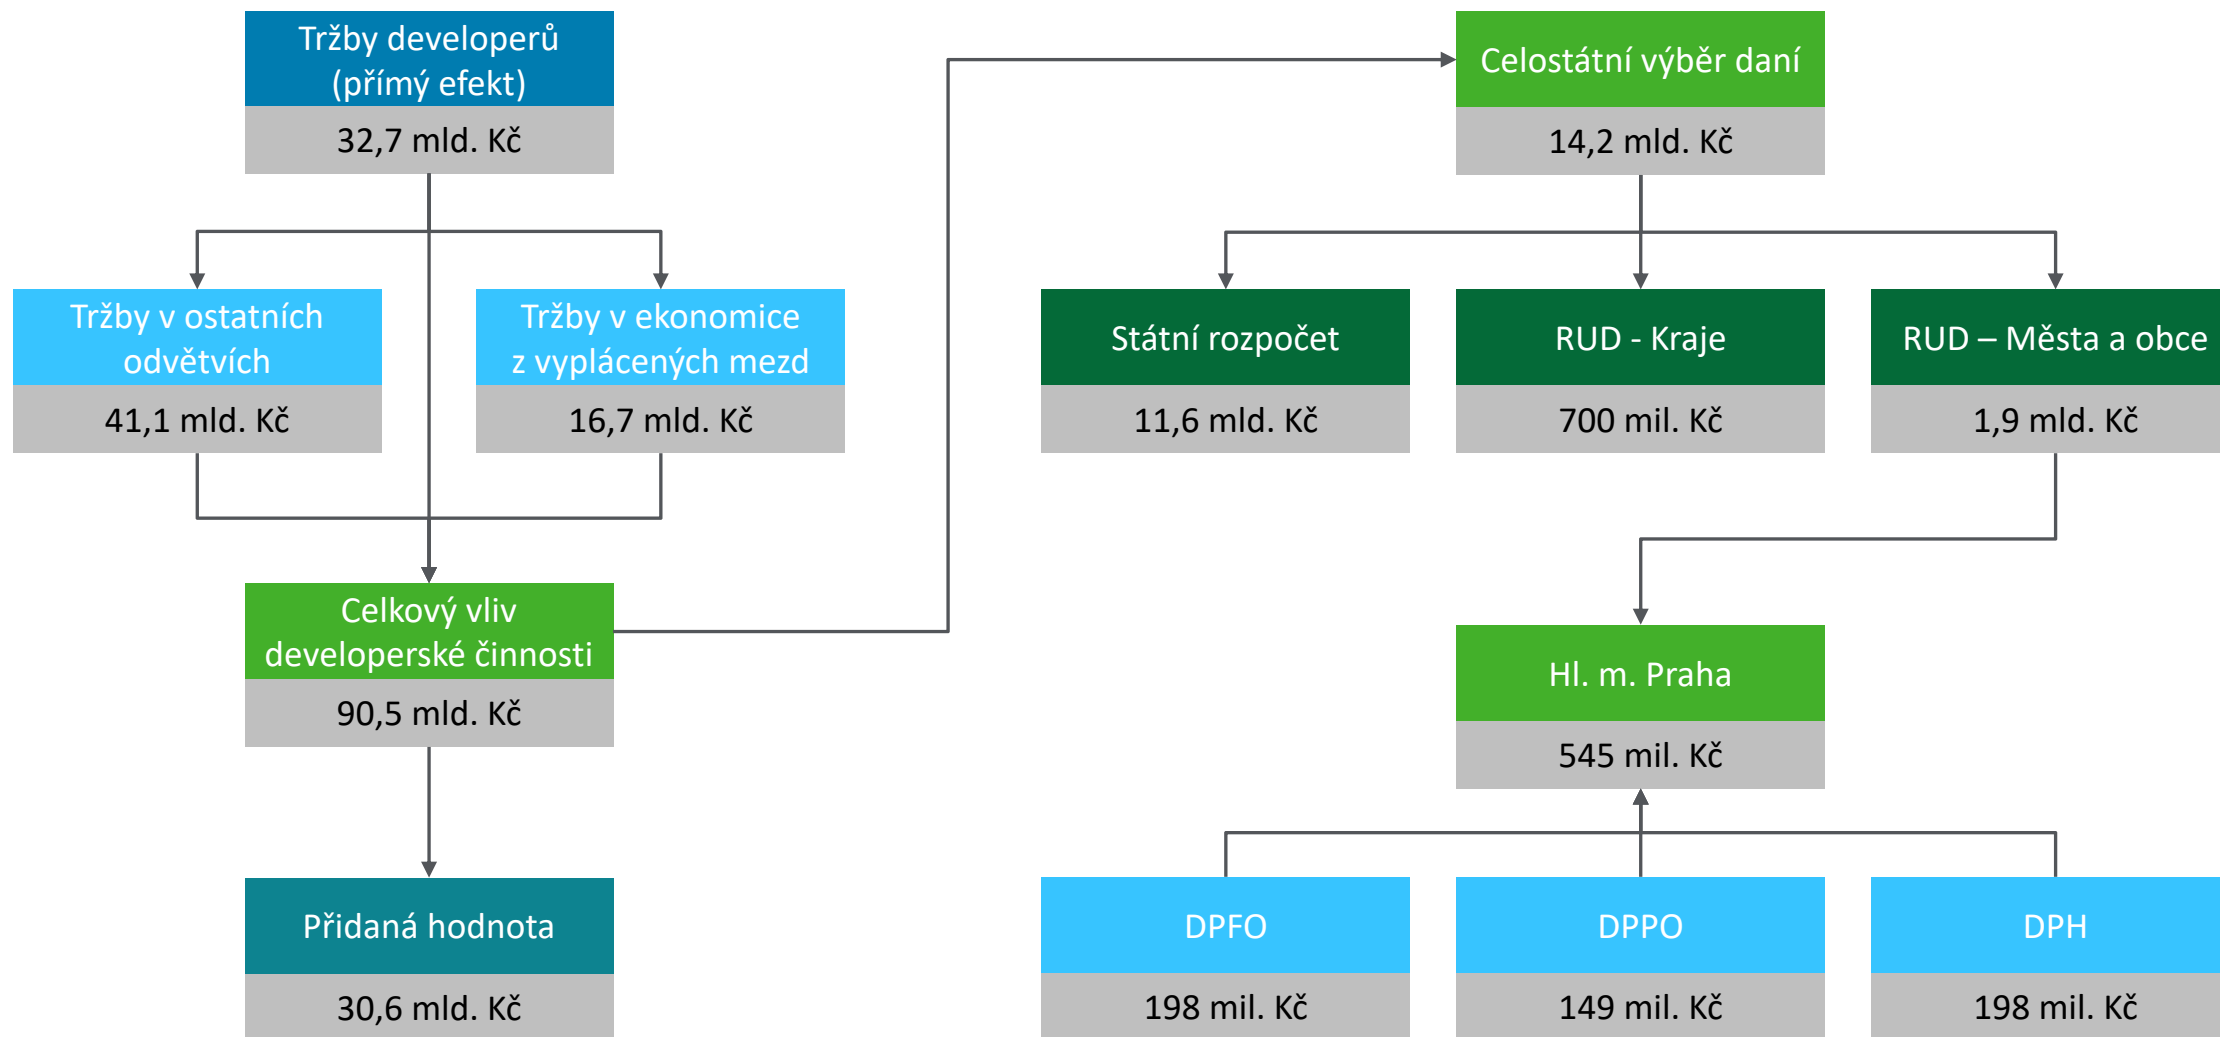 Tržby developerů
(přímý efekt)
32,7 mld. Kč
Tržby v ostatních
odvětvích
41,1 mld. Kč
Tržby v ekonomice
z vyplácených mezd
16,7 mld. Kč
Celkový vliv
developerské činnosti
90,5 mld. Kč
Přidaná hodnota
30,6 mld. Kč
Celostátní výběr daní
14,2 mld. Kč
Státní rozpočet
11,6 mld. Kč
RUD - Kraje
700 mil. Kč
RUD – Města a obce
1,9 mld. Kč
Hl. m. Praha
545 mil. Kč
DPFO
198 mil. Kč
DPPO
149 mil. Kč
DPH
198 mil. Kč